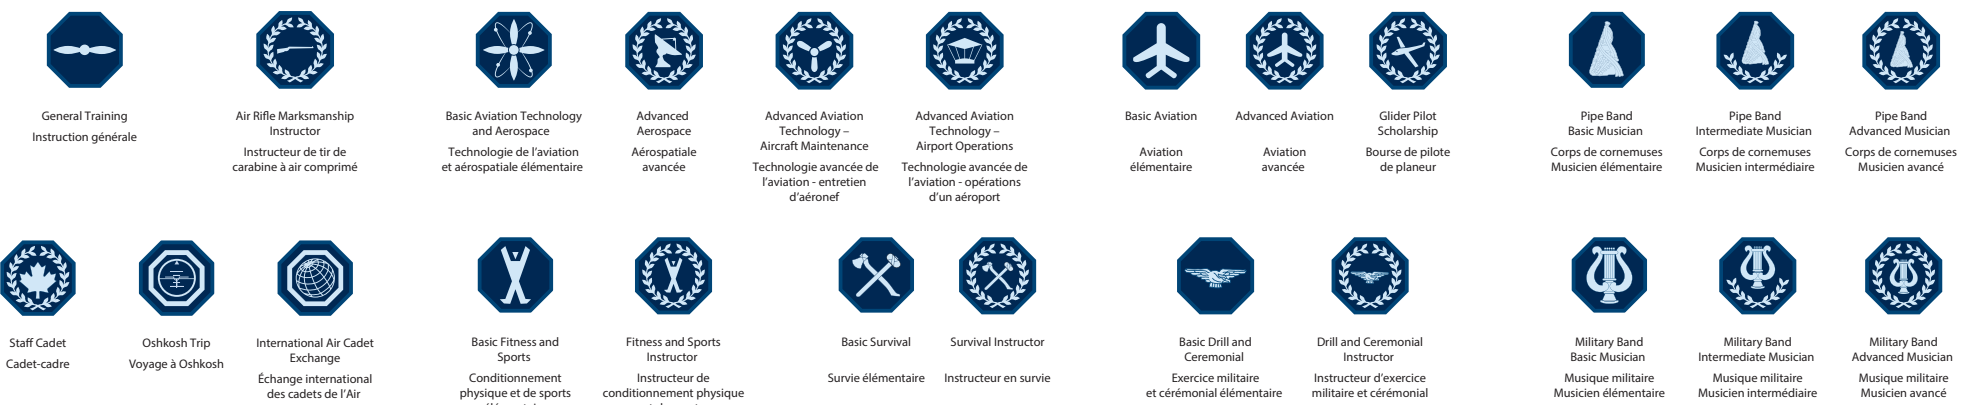 General Training
Instruction générale
Air Rifle Marksmanship
Instructor
Instructeur de tir de
carabine à air comprimé
Basic Aviation Technology
and Aerospace
Technologie de l'aviation
et aérospatiale élémentaire
Advanced
Aerospace
Aérospatiale
avancée
Advanced Aviation
Technology –
Aircraft Maintenance
Technologie avancée de
l'aviation - entretien
d'aéronef
Advanced Aviation
Technology –
Airport Operations
Technologie avancée de
l'aviation - opérations
d'un aéroport
Basic Aviation
Aviation
élémentaire
Advanced Aviation
Aviation
avancée
Glider Pilot
Scholarship
Bourse de pilote
de planeur
Pipe Band
Basic Musician
Corps de cornemuses
Musicien élémentaire
Pipe Band
Intermediate Musician
Corps de cornemuses
Musicien intermédiaire
Pipe Band
Advanced Musician
Corps de cornemuses
Musicien avancé
Staff Cadet
Cadet-cadre
Oshkosh Trip
Voyage à Oshkosh
International Air Cadet
Exchange
Échange international
des cadets de l'Air
Basic Fitness and
Sports
Conditionnement
physique et de sports
Fitness and Sports
Instructor
Instructeur de
conditionnement physique
Basic Survival
Survie élémentaire
Survival Instructor
Instructeur en survie
Basic Drill and
Ceremonial
Exercice militaire
et cérémonial élémentaire
Drill and Ceremonial
Instructor
Instructeur d'exercice
militaire et cérémonial
Military Band
Basic Musician
Musique militaire
Musicien élémentaire
Military Band
Intermediate Musician
Musique militaire
Musicien intermédiaire
Military Band
Advanced Musician
Musique militaire
Musicien avancé